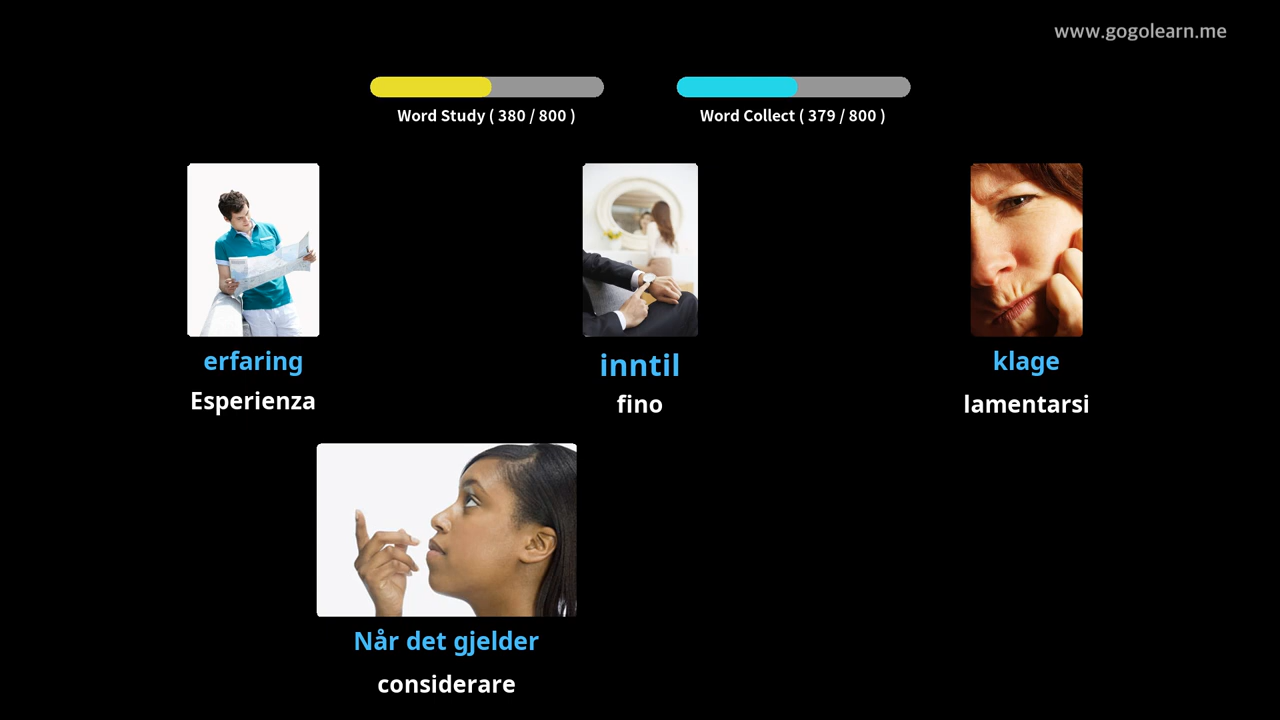 www.gogolearn.me
Word Study ( 380 / 800 )
Word Collect ( 379 / 800 )
erfaring
Esperienza
inntil
fino
klage
lamentarsi
Når det gjelder
considerare